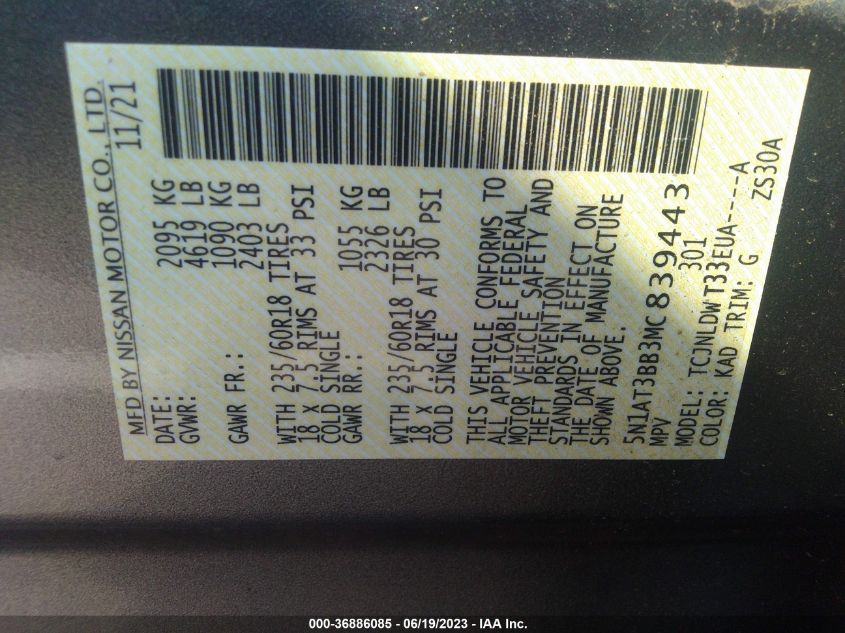 MFD BY NISSAN MOTOR CO., LTD.
DATE: 11/21
GVWR: 2095 KG
4619 LB
GAWR FR.: 1090 KG
2403 LB
WITH 235/60R18 TIRES
18 X 7.5 RIMS AT 33 PSI
COLD SINGLE
GAWR RR.: 1055 KG
2326 LB
WITH 235/60R18 TIRES
18 X 7.5 RIMS AT 30 PSI
COLD SINGLE
THIS VEHICLE CONFORMS TO
ALL APPLICABLE FEDERAL
MOTOR VEHICLE SAFETY AND
THEFT PREVENTION
STANDARDS IN EFFECT ON
THE DATE OF MANUFACTURE
SHOWN ABOVE.
5N1AT3BB3MC839443
MPV 301
MODEL: TCJNLDWT33EUA-----A
COLOR: KAD TRIM: G ZS30A
000-36886085 - 06/19/2023 - IAA Inc.